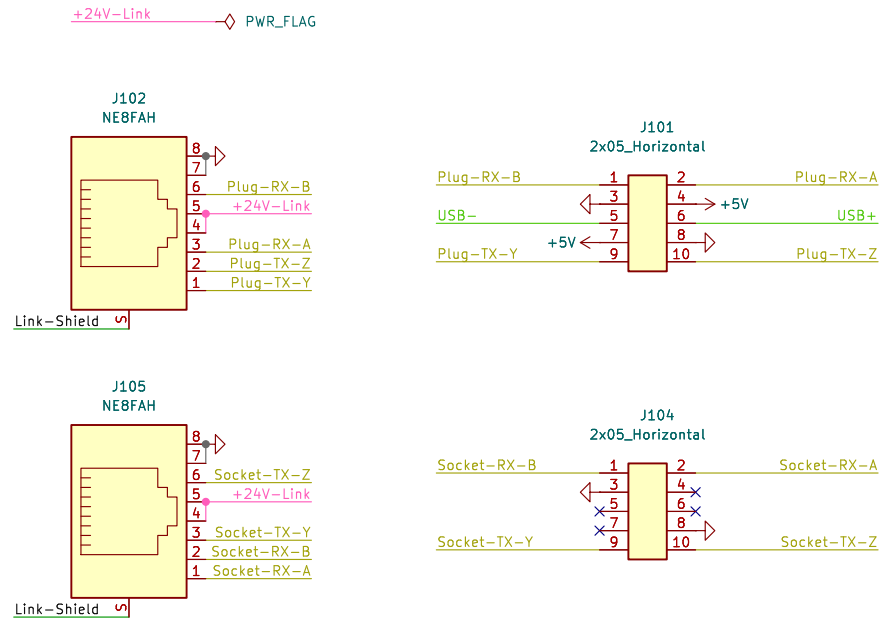 +24V-Link
PWR_FLAG
J102
NE8FAH
8
7
6 Plug-RX-B
5 +24V-Link
4
3 Plug-RX-A
2 Plug-TX-Z
1 Plug-TX-Y
Link-Shield S
J101
2x05_Horizontal
Plug-RX-B 1 2 Plug-RX-A
3 4 +5V
USB- 5 6 USB+
+5V 7 8
Plug-TX-Y 9 10 Plug-TX-Z
J105
NE8FAH
8
7
6 Socket-TX-Z
5 +24V-Link
4
3 Socket-TX-Y
2 Socket-RX-B
1 Socket-RX-A
Link-Shield S
J104
2x05_Horizontal
Socket-RX-B 1 2 Socket-RX-A
3 4
5 6
7 8
Socket-TX-Y 9 10 Socket-TX-Z